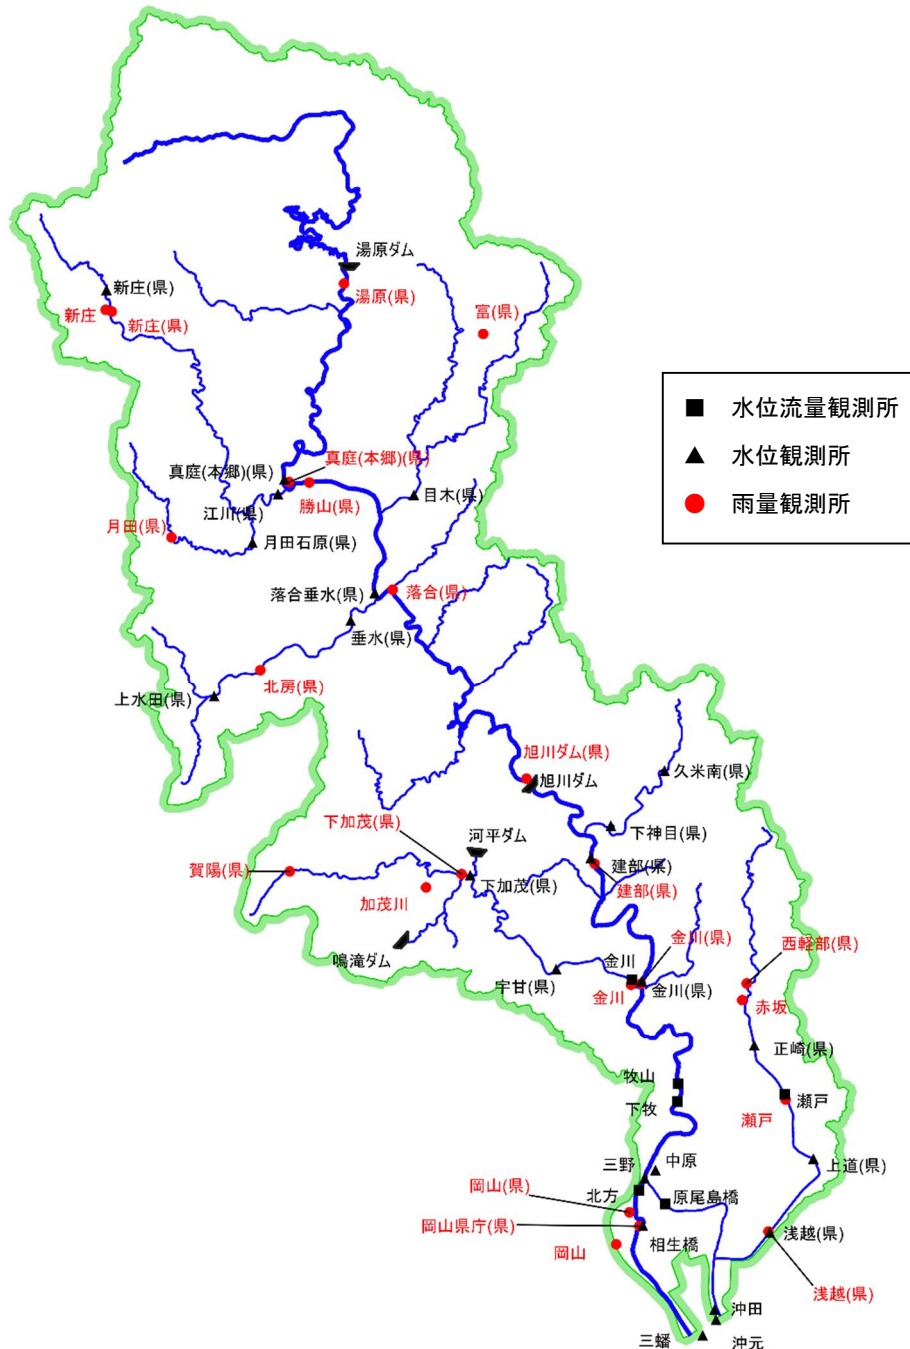 湯原ダム
新庄(県)
湯原(県)
新庄
新庄(県)
富(県)
水位流量観測所
水位観測所
雨量観測所
真庭(本郷)(県)
真庭(本郷)(県)
目木(県)
江川(県)
勝山(県)
月田(県)
月田石原(県)
落合垂水(県)
落合(県)
垂水(県)
北房(県)
上水田(県)
旭川ダム(県)
久米南(県)
旭川ダム
下加茂(県)
河平ダム
下神目(県)
賀陽(県)
建部(県)
下加茂(県)
建部(県)
加茂川
金川(県)
西軽部(県)
鳴滝ダム
金川
宇甘(県)
金川
金川(県)
赤坂
正崎(県)
牧山
下牧
瀬戸
瀬戸
中原
上道(県)
三野
岡山(県)
北方
原尾島橋
岡山県庁(県)
相生橋
浅越(県)
岡山
浅越(県)
沖田
三蟠
沖元